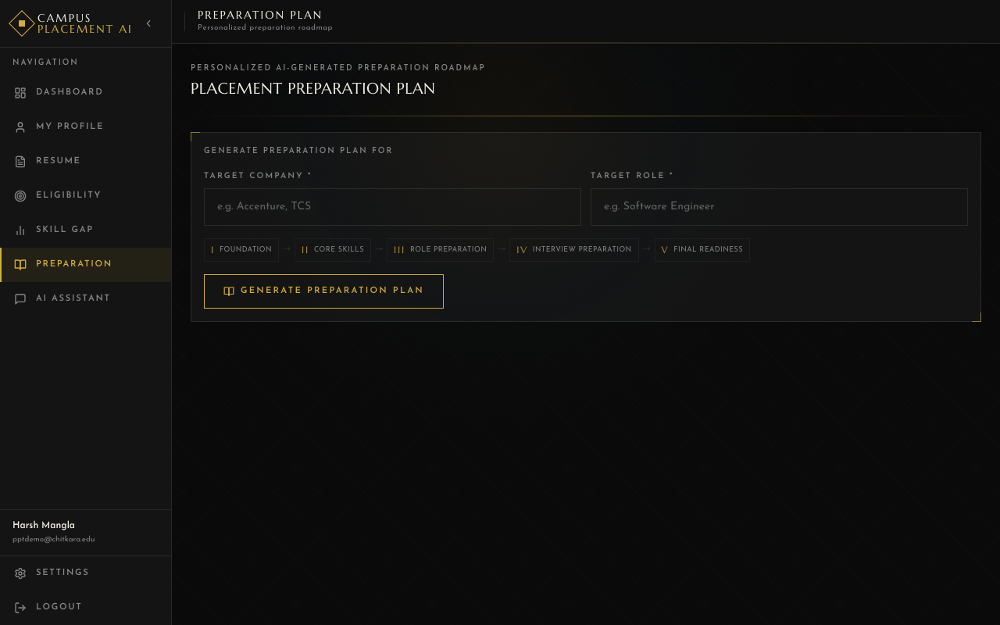 CAMPUS
PLACEMENT AI
NAVIGATION
DASHBOARD
MY PROFILE
RESUME
ELIGIBILITY
SKILL GAP
PREPARATION
AI ASSISTANT
Harsh Mangla
pptdemo@chitkara.edu
SETTINGS
LOGOUT
PREPARATION PLAN
Personalized preparation roadmap
PERSONALIZED AI-GENERATED PREPARATION ROADMAP
PLACEMENT PREPARATION PLAN
GENERATE PREPARATION PLAN FOR
TARGET COMPANY * TARGET ROLE *
e.g. Accenture, TCS e.g. Software Engineer
I FOUNDATION → II CORE SKILLS → III ROLE PREPARATION → IV INTERVIEW PREPARATION → V FINAL READINESS
GENERATE PREPARATION PLAN